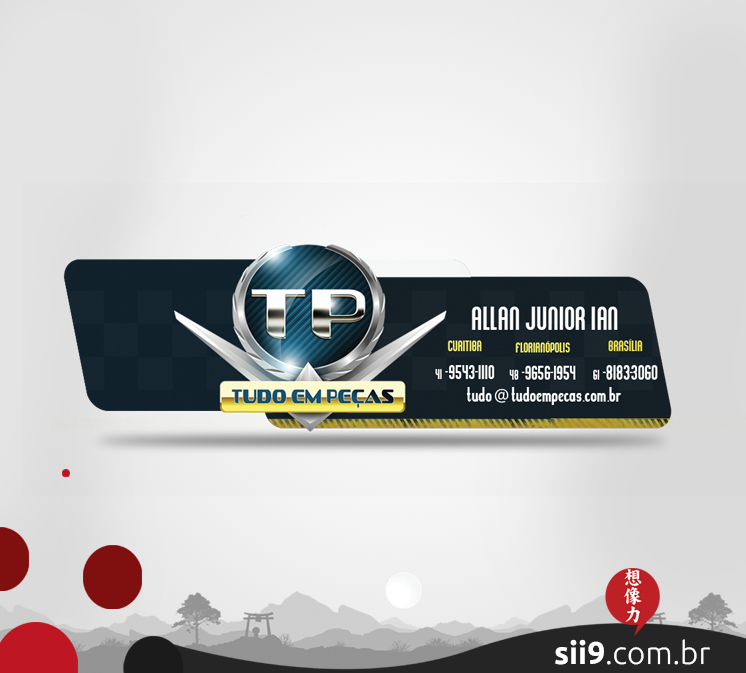 TP
TUDO EM PEÇAS
ALLAN JUNIOR IAN
CURITIBA FLORIANÓPOLIS BRASÍLIA
41 -9543-1110 48 -9656-1954 61 -8183-3060
tudo @ tudoempecas.com.br
想像力
sii9.com.br